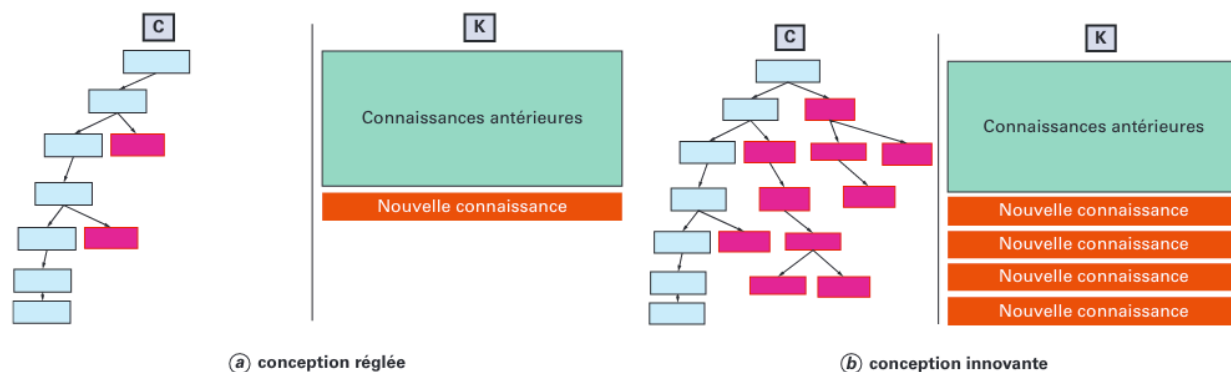 C
K
Connaissances antérieures
Nouvelle connaissance
ⓐ conception réglée
C
K
Connaissances antérieures
Nouvelle connaissance
Nouvelle connaissance
Nouvelle connaissance
Nouvelle connaissance
ⓑ conception innovante